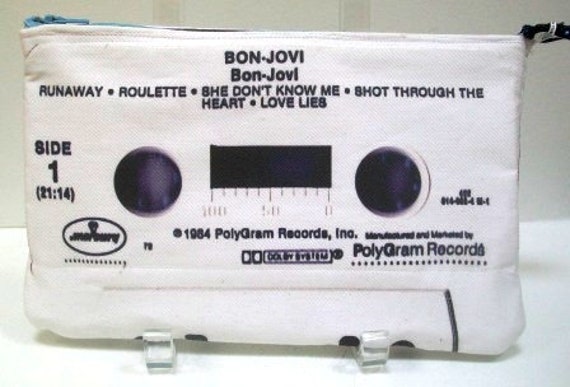 BON-JOVI
Bon-Jovi
RUNAWAY • ROULETTE • SHE DON'T KNOW ME • SHOT THROUGH THE
HEART • LOVE LIES
SIDE
1
(21:14)
100 50 0
mercury
79
℗1984 PolyGram Records, Inc.
Manufactured and Marketed by
PolyGram Records
DOLBY SYSTEM®